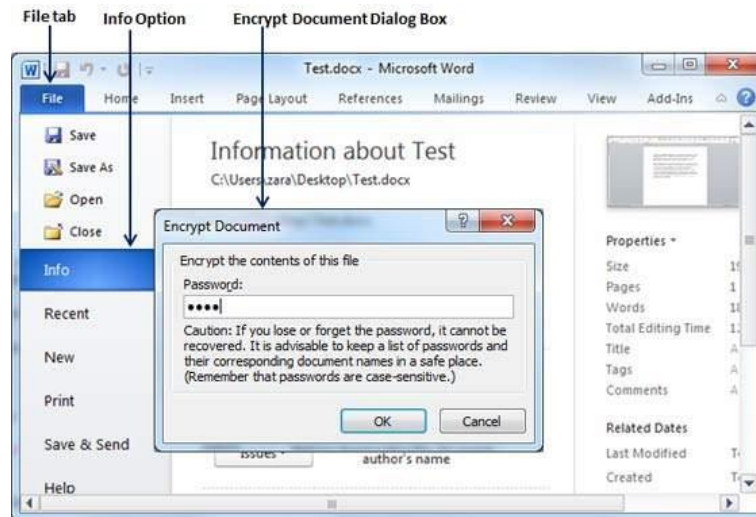 File tab Info Option Encrypt Document Dialog Box
W Test.docx - Microsoft Word
File Home Insert Page Layout References Mailings Review View Add-Ins
Save
Save As
Open
Close
Info
Recent
New
Print
Save & Send
Help
Information about Test
C:\Users\zara\Desktop\Test.docx
Encrypt Document
Encrypt the contents of this file
Password:
Caution: If you lose or forget the password, it cannot be
recovered. It is advisable to keep a list of passwords and
their corresponding document names in a safe place.
(Remember that passwords are case-sensitive.)
OK Cancel
Issues
author's name
Properties
Size
Pages 1
Words
Total Editing Time
Title
Tags
Comments
Related Dates
Last Modified
Created